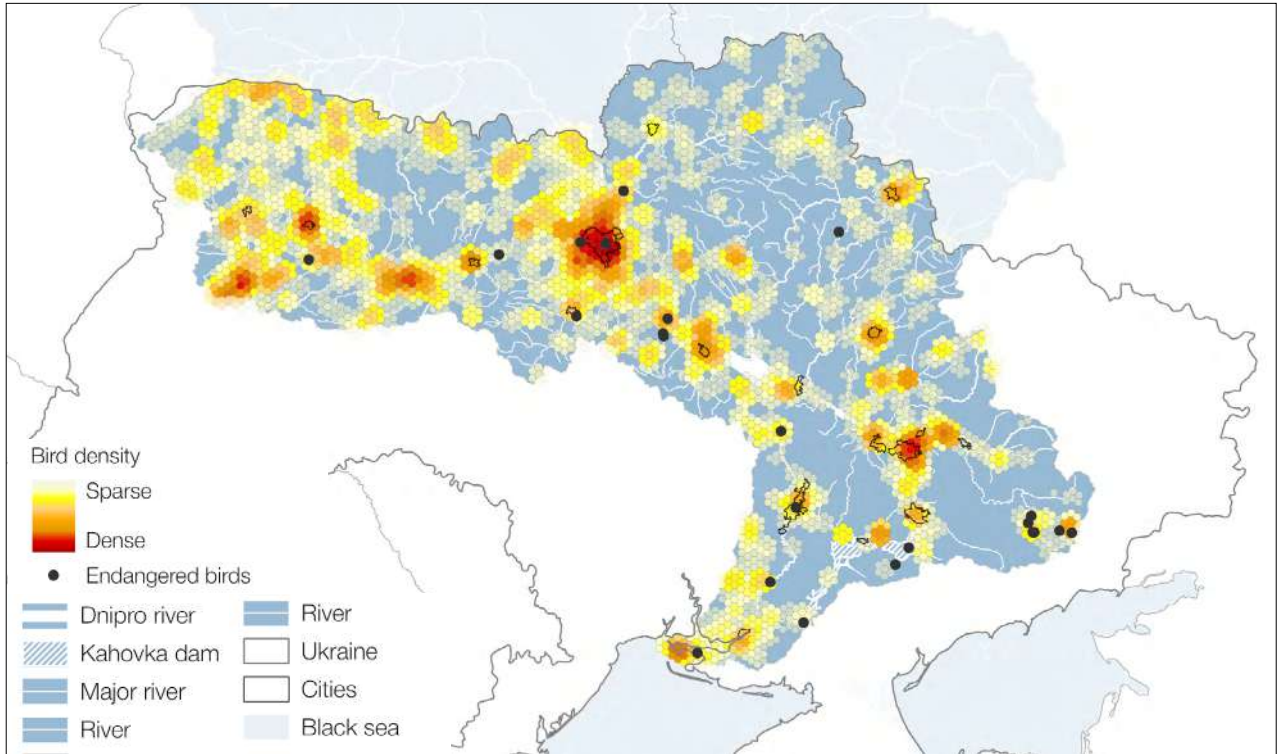 Bird density
Sparse
Dense
Endangered birds
Dnipro river
Kahovka dam
Major river
River
River
Ukraine
Cities
Black sea